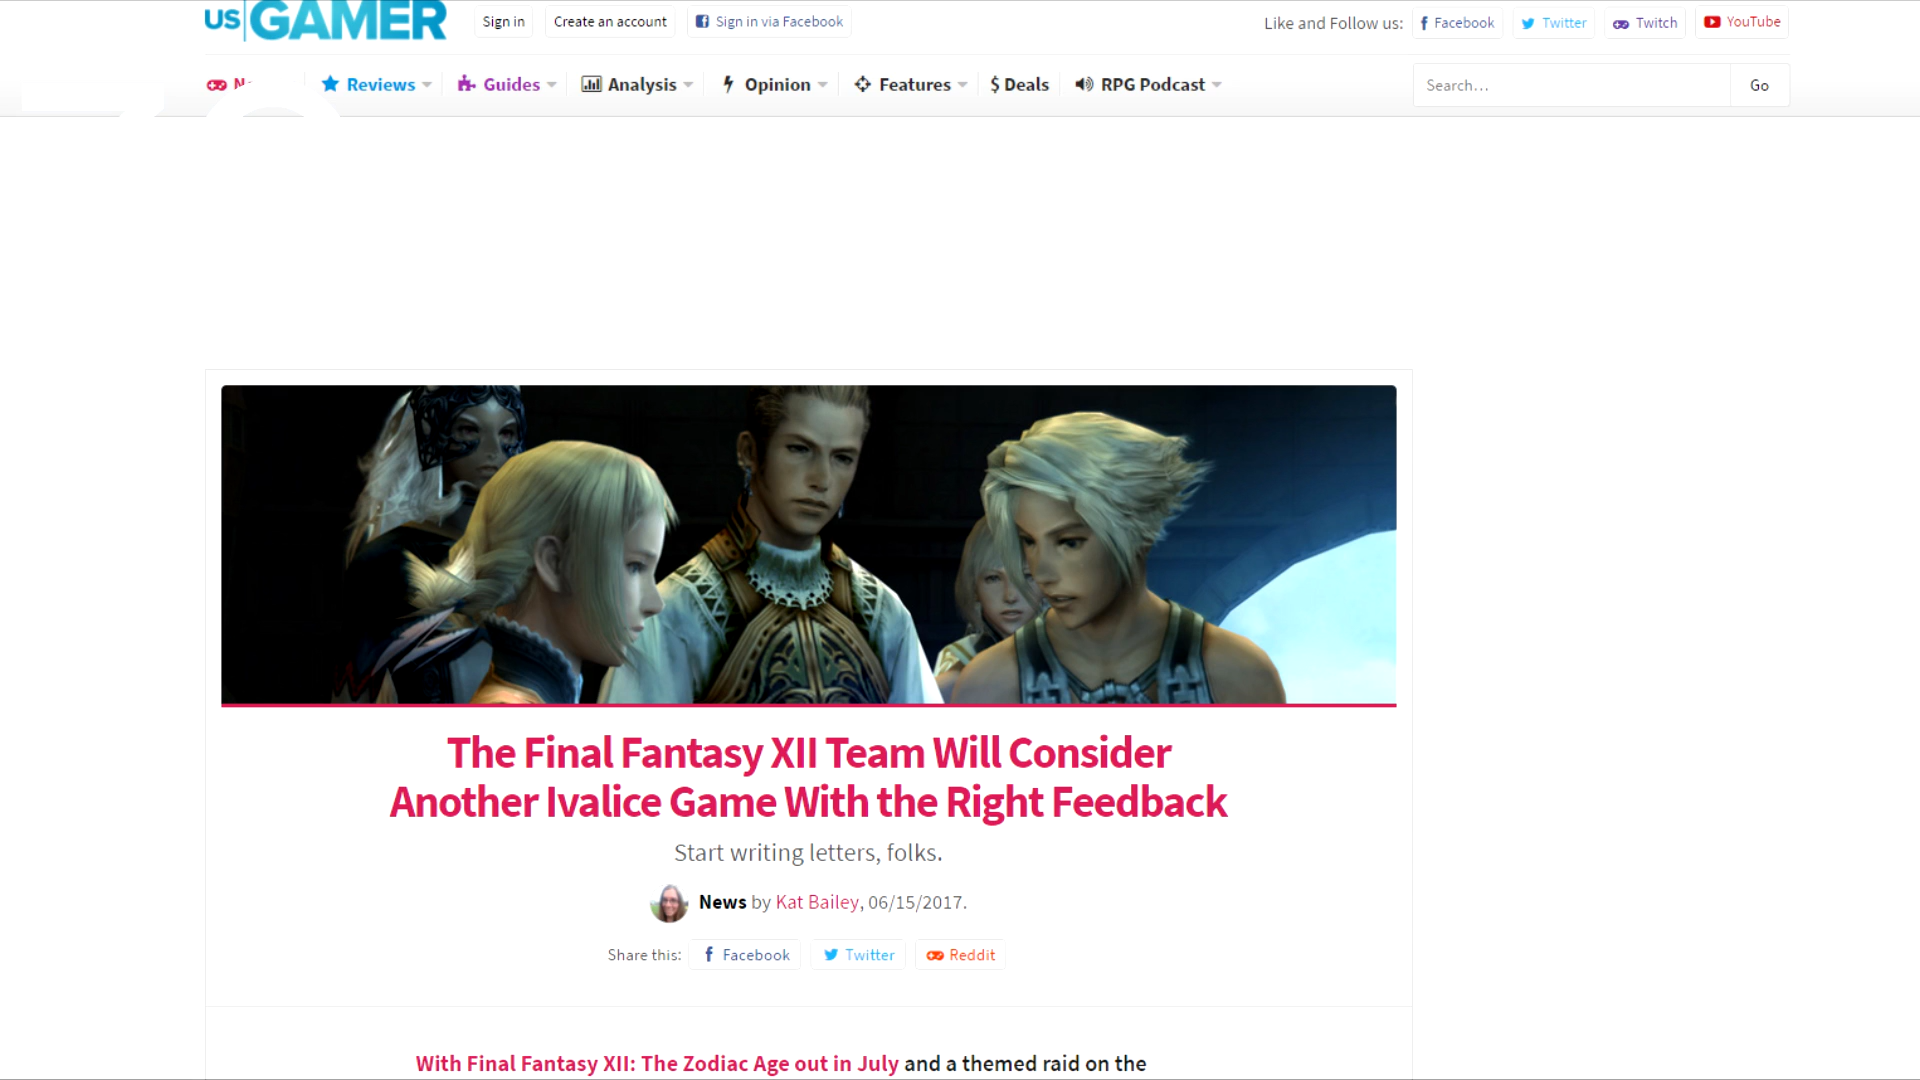 US GAMER
Sign in
Create an account
Sign in via Facebook
Like and Follow us:
Facebook
Twitter
Twitch
YouTube
Reviews
Guides
Analysis
Opinion
Features
$ Deals
RPG Podcast
Search...
Go
The Final Fantasy XII Team Will Consider
Another Ivalice Game With the Right Feedback
Start writing letters, folks.
News by Kat Bailey, 06/15/2017.
Share this:
Facebook
Twitter
Reddit
With Final Fantasy XII: The Zodiac Age out in July and a themed raid on the